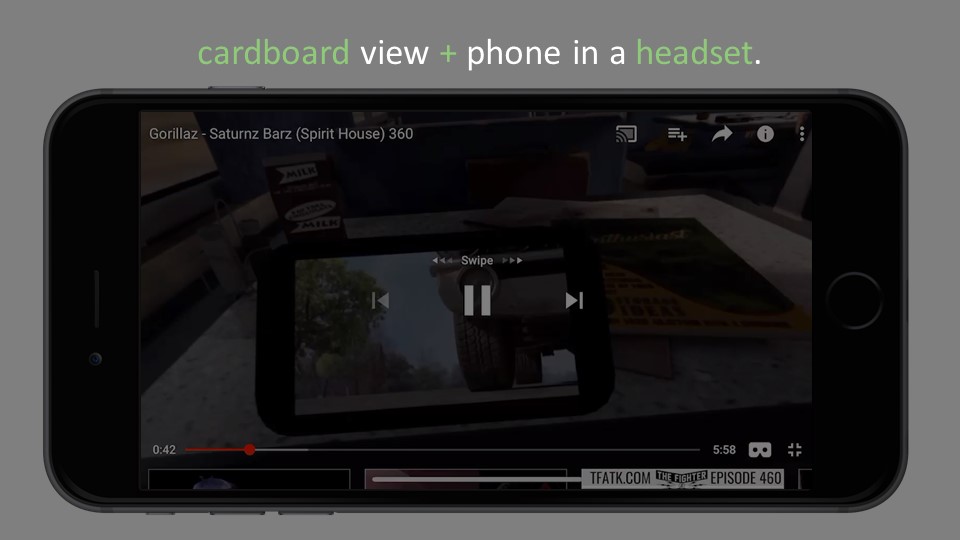 cardboard view + phone in a headset.
Gorillaz - Saturnz Barz (Spirit House) 360
MILK
MILK
Swipe
0:42
5:58
TFATK.COM THE FIGHTER EPISODE 460